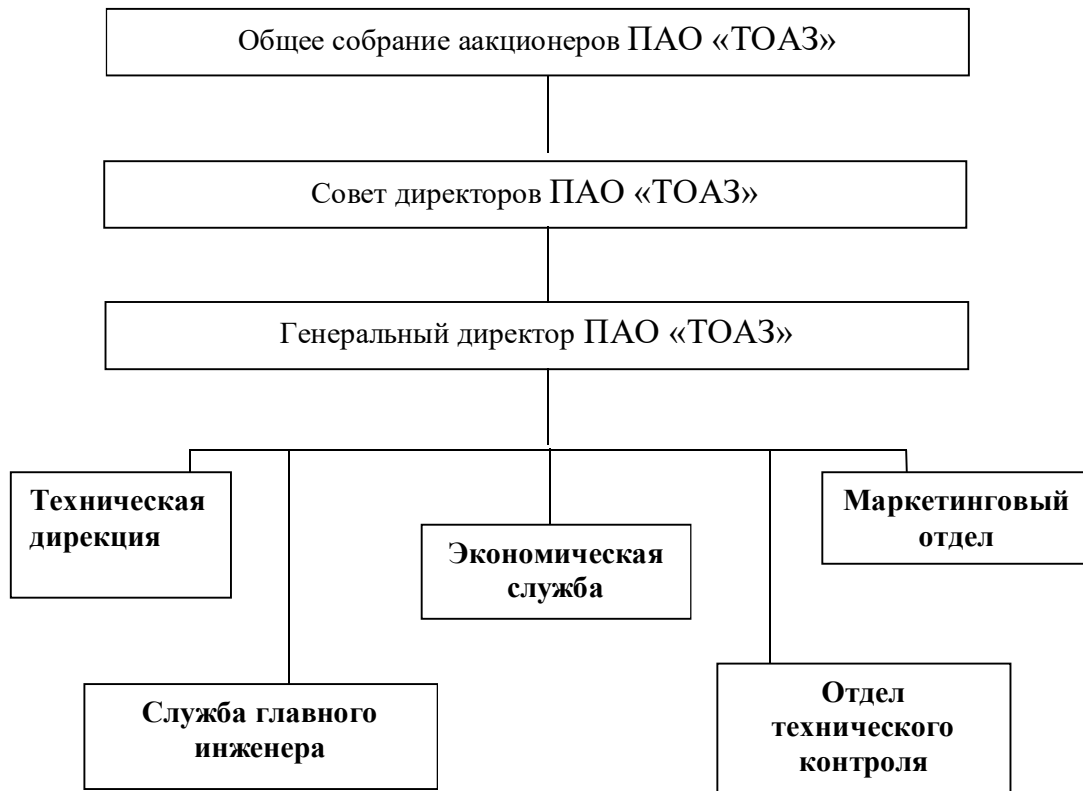 Общее собрание аакционеров ПАО «ТОАЗ»
Совет директоров ПАО «ТОАЗ»
Генеральный директор ПАО «ТОАЗ»
Техническая
дирекция
Маркетинговый
отдел
Экономическая
служба
Служба главного
инженера
Отдел
технического
контроля